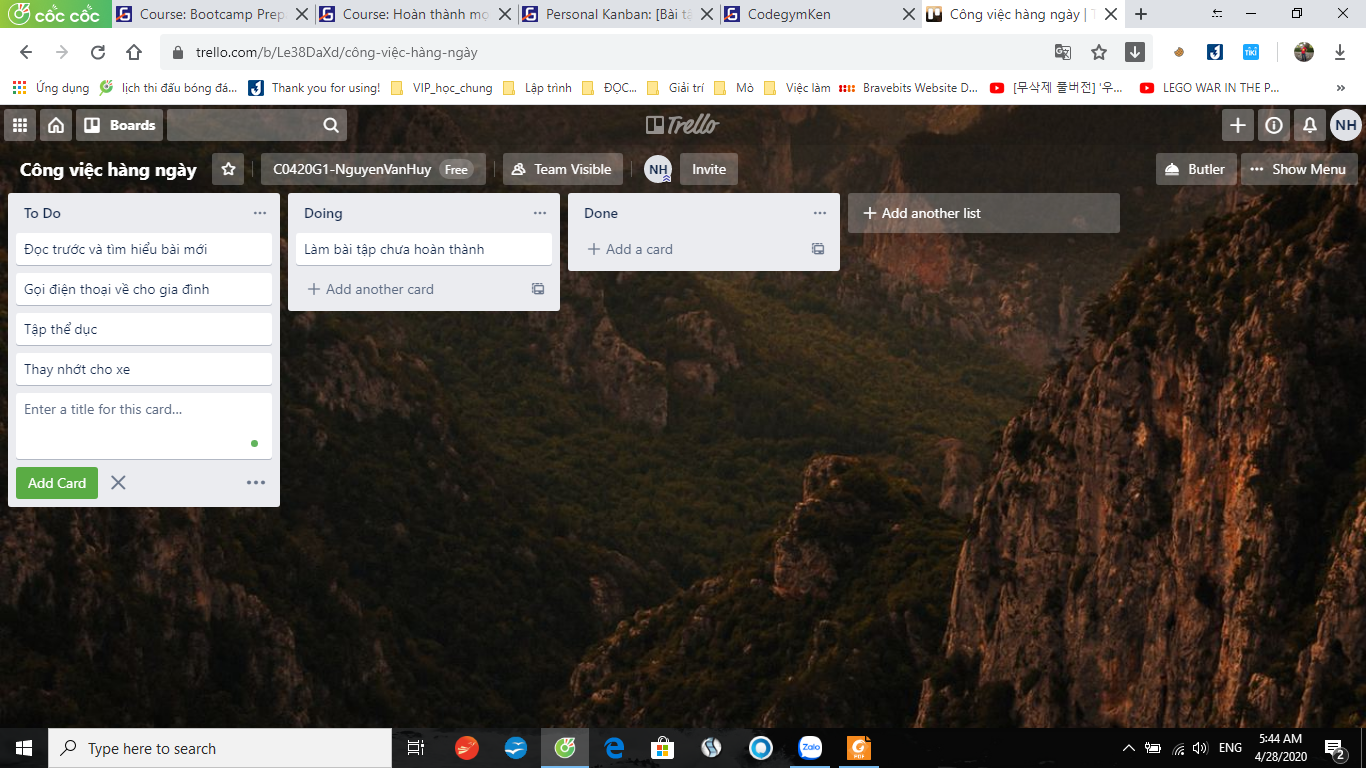 cốc cốc
Course: Bootcamp Prep
Course: Hoàn thành mọ
Personal Kanban: [Bài tậ
CodegymKen
Công việc hàng ngày | T
trello.com/b/Le38DaXd/công-việc-hàng-ngày
TIKI
Ứng dụng
lịch thi đấu bóng đá...
Thank you for using!
VIP_học_chung
Lập trình
ĐỌC...
Giải trí
Mò
Việc làm
Bravebits Website D...
[무삭제 풀버전] '우...
LEGO WAR IN THE P...
»
Boards
Trello
NH
Công việc hàng ngày
C0420G1-NguyenVanHuy Free
Team Visible
NH
Invite
Butler
Show Menu
To Do
Đọc trước và tìm hiểu bài mới
Gọi điện thoại về cho gia đình
Tập thể dục
Thay nhớt cho xe
Enter a title for this card...
Add Card
Doing
Làm bài tập chưa hoàn thành
Add another card
Done
Add a card
Add another list
Type here to search
Zalo
PDF
ENG
5:44 AM
4/28/2020
2